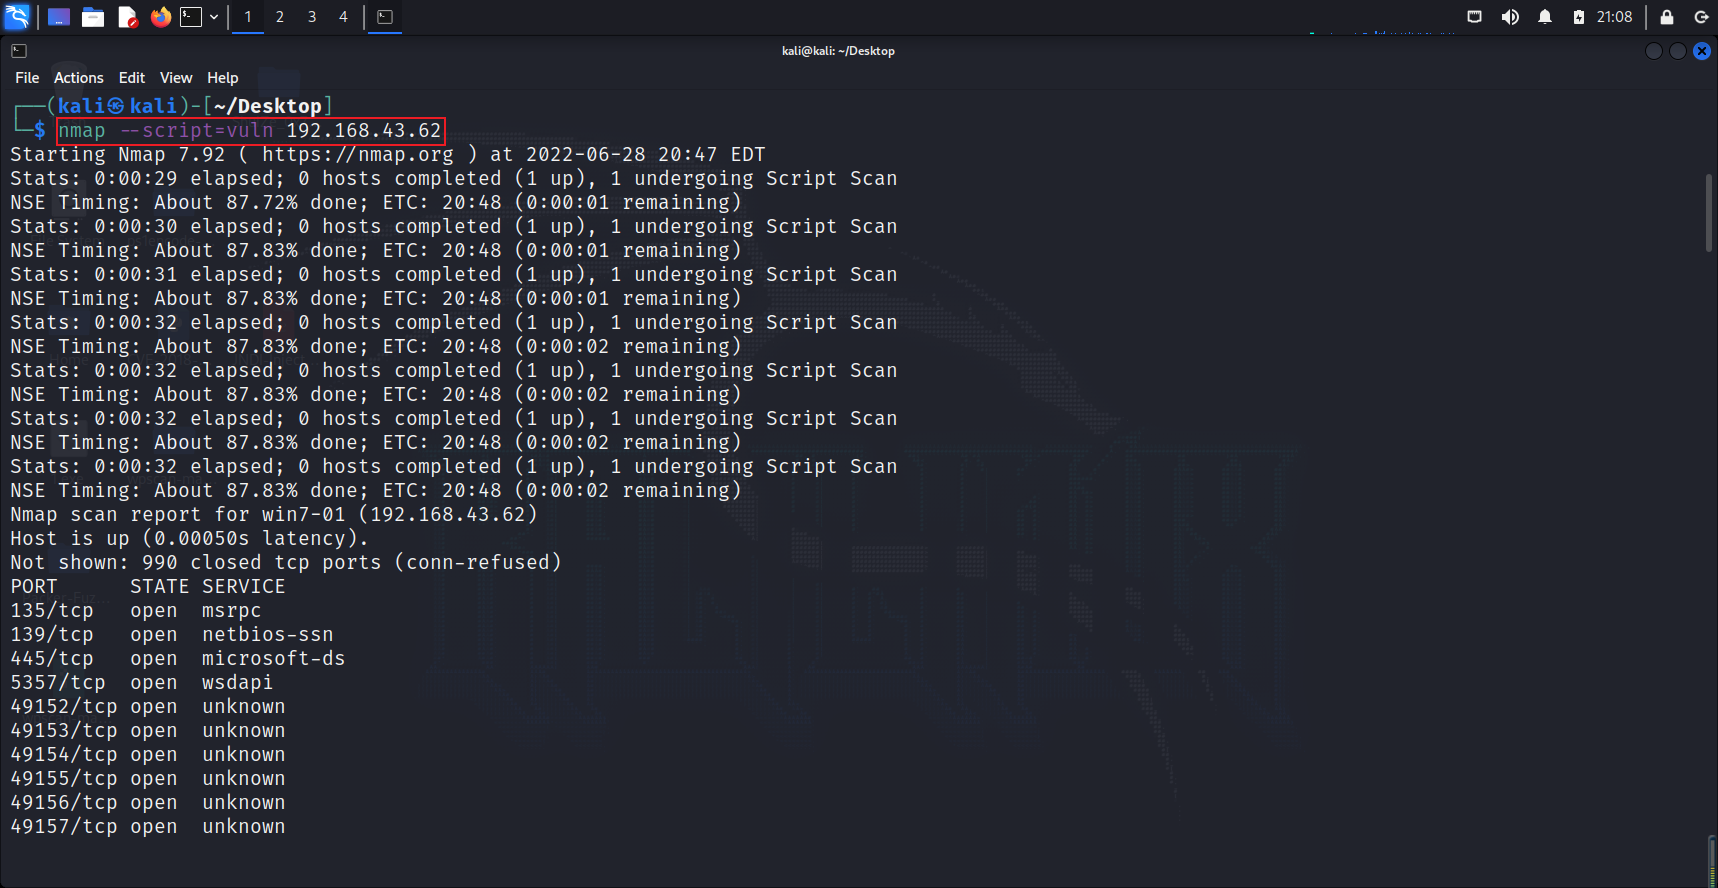 1 2 3 4 21:08
kali@kali: ~/Desktop
File Actions Edit View Help
┌──(kali㉿kali)-[~/Desktop]
└─$ nmap --script=vuln 192.168.43.62
Starting Nmap 7.92 ( https://nmap.org ) at 2022-06-28 20:47 EDT
Stats: 0:00:29 elapsed; 0 hosts completed (1 up), 1 undergoing Script Scan
NSE Timing: About 87.72% done; ETC: 20:48 (0:00:01 remaining)
Stats: 0:00:30 elapsed; 0 hosts completed (1 up), 1 undergoing Script Scan
NSE Timing: About 87.83% done; ETC: 20:48 (0:00:01 remaining)
Stats: 0:00:31 elapsed; 0 hosts completed (1 up), 1 undergoing Script Scan
NSE Timing: About 87.83% done; ETC: 20:48 (0:00:01 remaining)
Stats: 0:00:32 elapsed; 0 hosts completed (1 up), 1 undergoing Script Scan
NSE Timing: About 87.83% done; ETC: 20:48 (0:00:02 remaining)
Stats: 0:00:32 elapsed; 0 hosts completed (1 up), 1 undergoing Script Scan
NSE Timing: About 87.83% done; ETC: 20:48 (0:00:02 remaining)
Stats: 0:00:32 elapsed; 0 hosts completed (1 up), 1 undergoing Script Scan
NSE Timing: About 87.83% done; ETC: 20:48 (0:00:02 remaining)
Stats: 0:00:32 elapsed; 0 hosts completed (1 up), 1 undergoing Script Scan
NSE Timing: About 87.83% done; ETC: 20:48 (0:00:02 remaining)
Nmap scan report for win7-01 (192.168.43.62)
Host is up (0.00050s latency).
Not shown: 990 closed tcp ports (conn-refused)
PORT STATE SERVICE
135/tcp open msrpc
139/tcp open netbios-ssn
445/tcp open microsoft-ds
5357/tcp open wsdapi
49152/tcp open unknown
49153/tcp open unknown
49154/tcp open unknown
49155/tcp open unknown
49156/tcp open unknown
49157/tcp open unknown